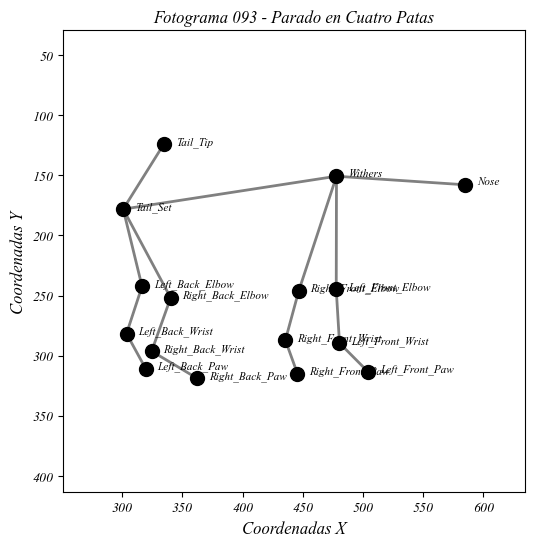 Fotograma 093 - Parado en Cuatro Patas
50
100
150
200
250
300
350
400
Coordenadas Y
Tail_Tip
Withers
Nose
Tail_Set
Left_Back_Elbow
Right_Back_Elbow
Right_Front_Elbow
Left_Front_Elbow
Left_Back_Wrist
Right_Back_Wrist
Right_Front_Wrist
Left_Front_Wrist
Left_Back_Paw
Right_Back_Paw
Right_Front_Paw
Left_Front_Paw
300
350
400
450
500
550
600
Coordenadas X